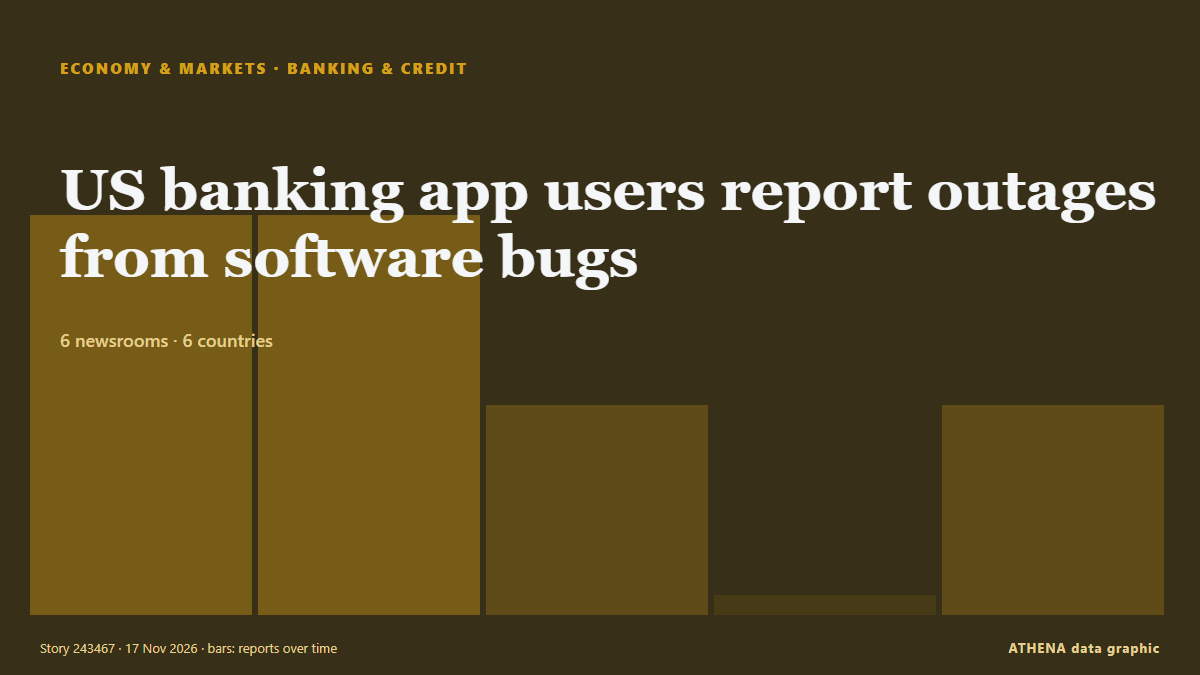 ECONOMY & MARKETS · BANKING & CREDIT
US banking app users report outages
from software bugs
6 newsrooms · 6 countries
Story 243467 · 17 Nov 2026 · bars: reports over time
ATHENA data graphic